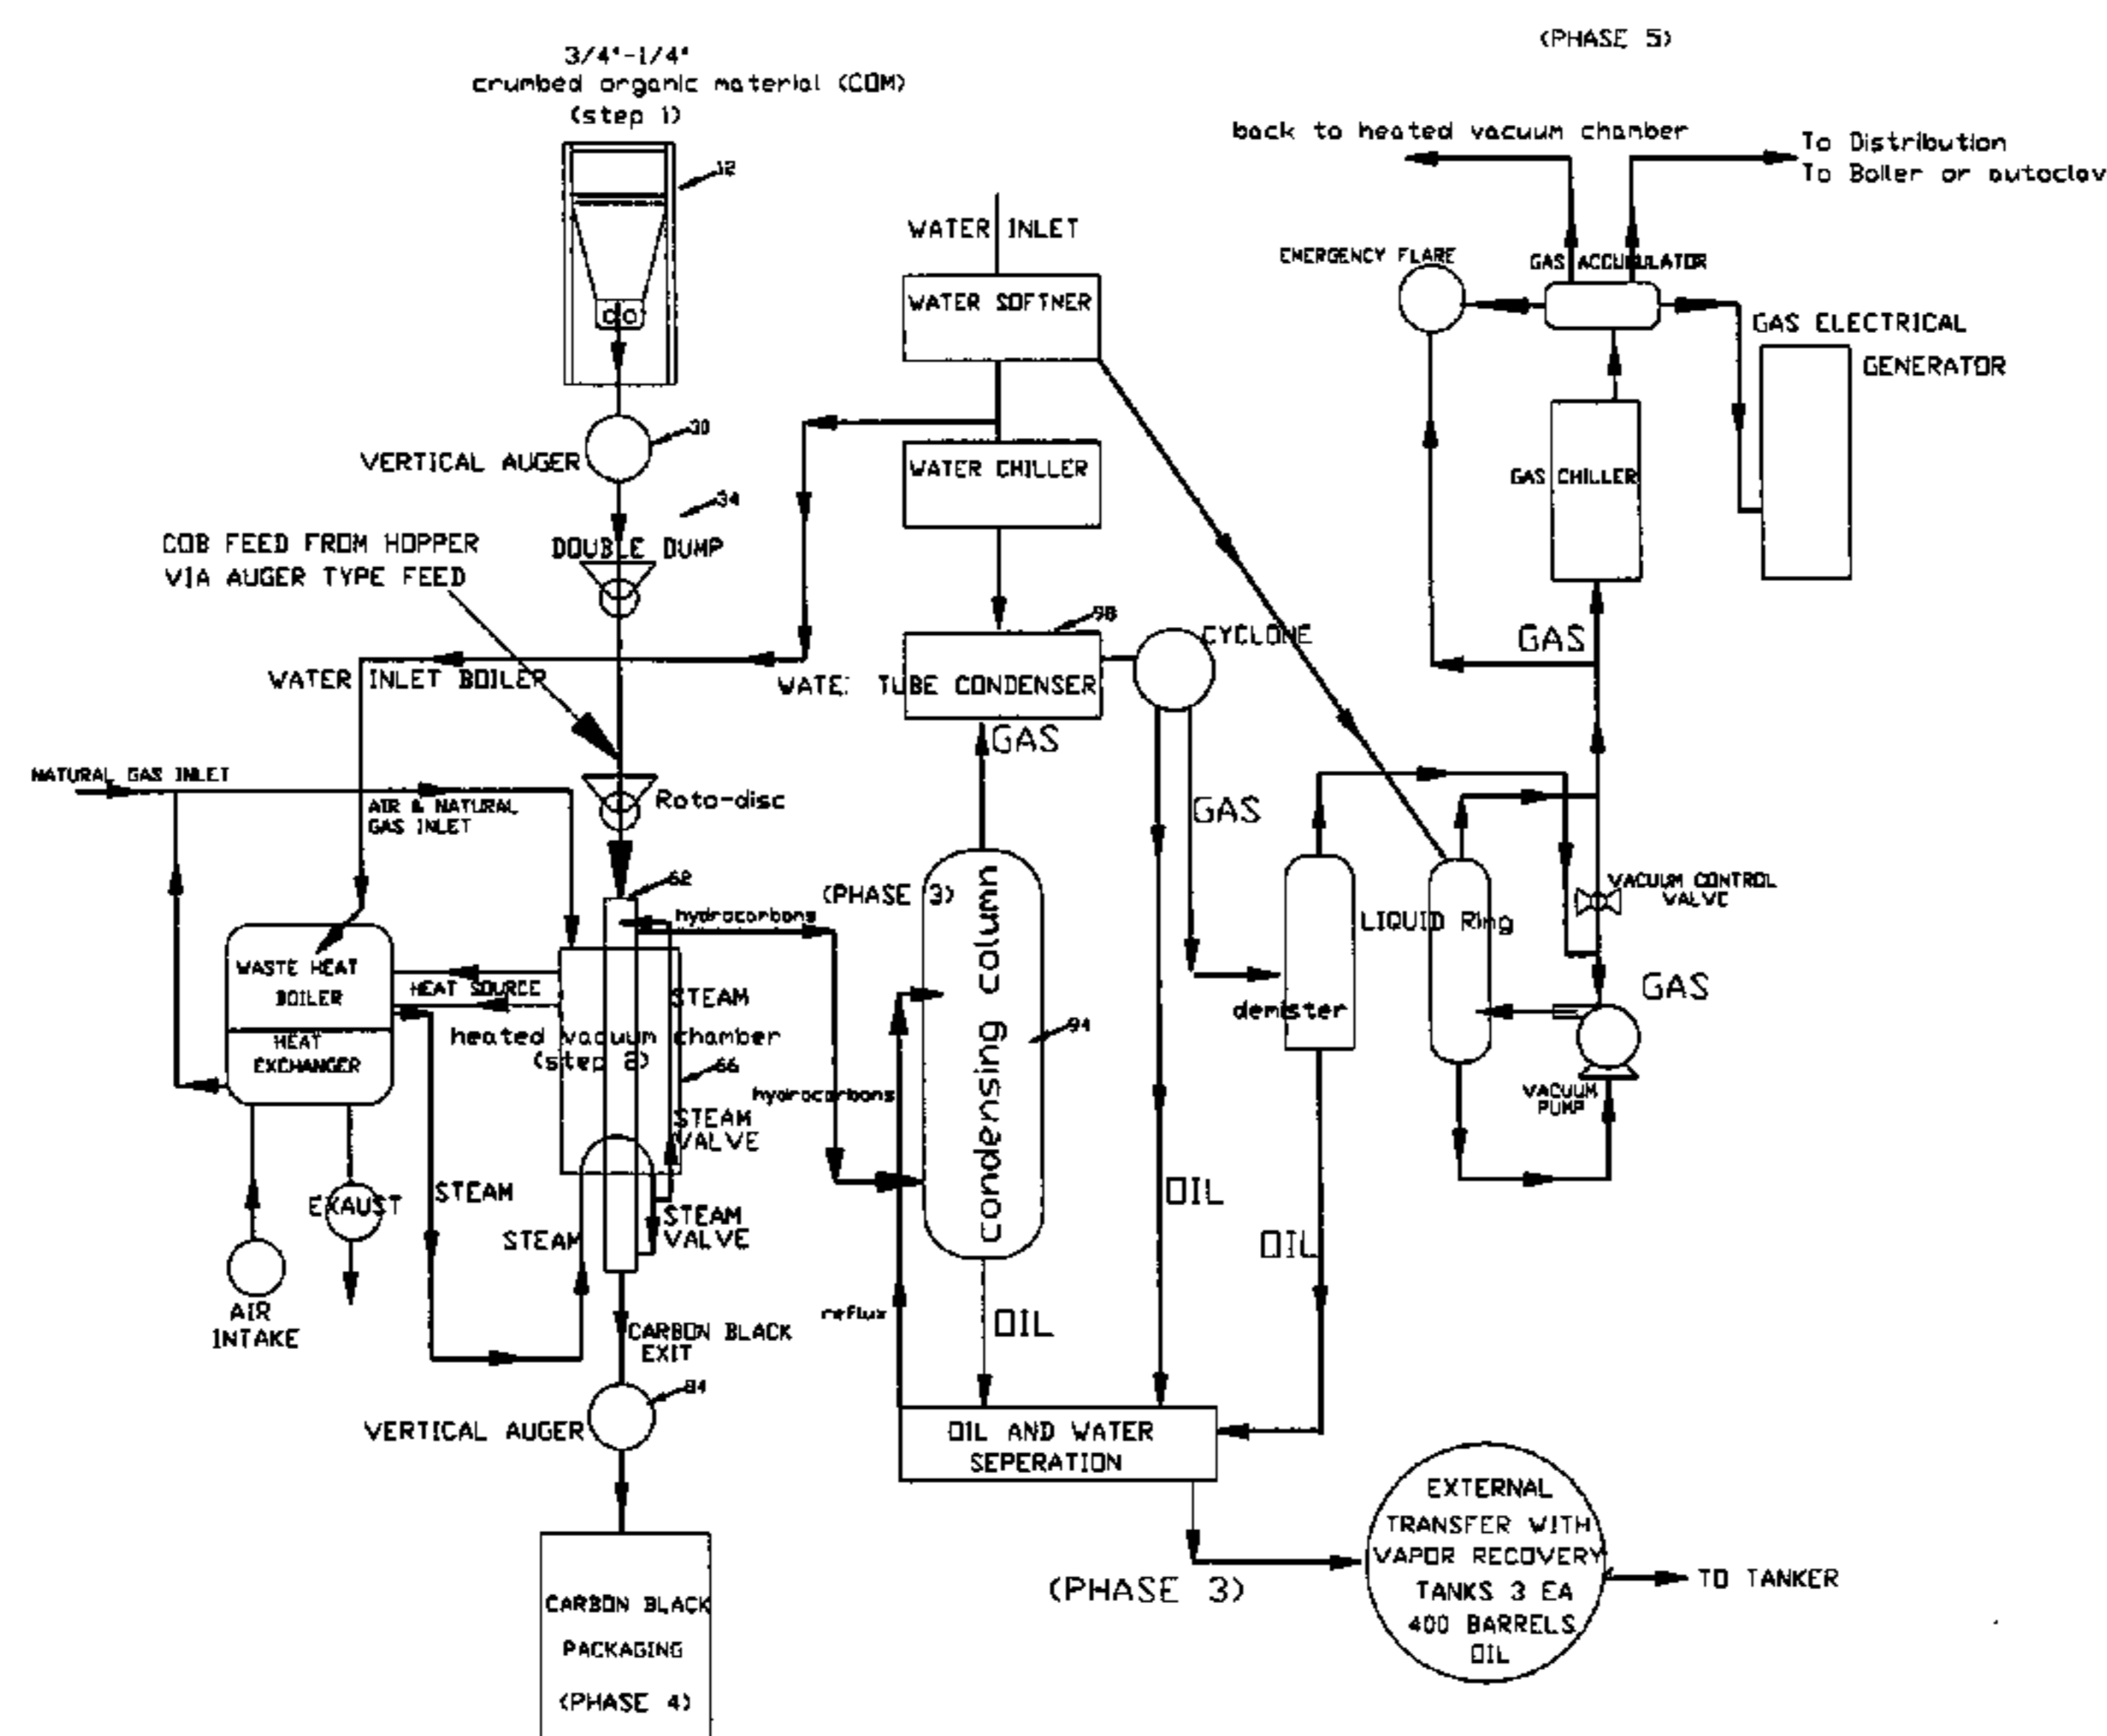 (PHASE 5)
3/4"-1/4"
crumbed organic material (COM)
(step 1)
back to heated vacuum chamber
To Distribution
To Boiler or autoclav
12
WATER INLET
EMERGENCY FLARE
GAS ACCUMULATOR
WATER SOFTNER
GAS ELECTRICAL
GENERATOR
30
VERTICAL AUGER
WATER CHILLER
GAS CHILLER
34
COB FEED FROM HOPPER
VIA AUGER TYPE FEED
DOUBLE DUMP
98
CYCLONE
GAS
WATER INLET BOILER
WATE TUBE CONDENSER
GAS
NATURAL GAS INLET
AIR & NATURAL
GAS INLET
Roto-disc
GAS
62
hydrocarbons
(PHASE 3)
condensing column
VACUUM CONTROL
VALVE
LIQUID Ring
WASTE HEAT
BOILER
HEAT SOURCE
STEAM
demister
GAS
HEAT
EXCHANGER
heated vacuum chamber
(step 2)
66
94
hydrocarbons
VACUUM
PUMP
STEAM
VALVE
EXAUST
STEAM
STEAM
STEAM
VALVE
OIL
OIL
AIR
INTAKE
reflux
OIL
CARBON BLACK
EXIT
84
VERTICAL AUGER
OIL AND WATER
SEPERATION
EXTERNAL
TRANSFER WITH
VAPOR RECOVERY
TANKS 3 EA
400 BARRELS
OIL
TO TANKER
(PHASE 3)
CARBON BLACK
PACKAGING
(PHASE 4)